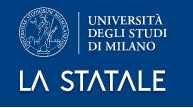 UNIVERSITÀ
DEGLI STUDI
DI MILANO
LA STATALE